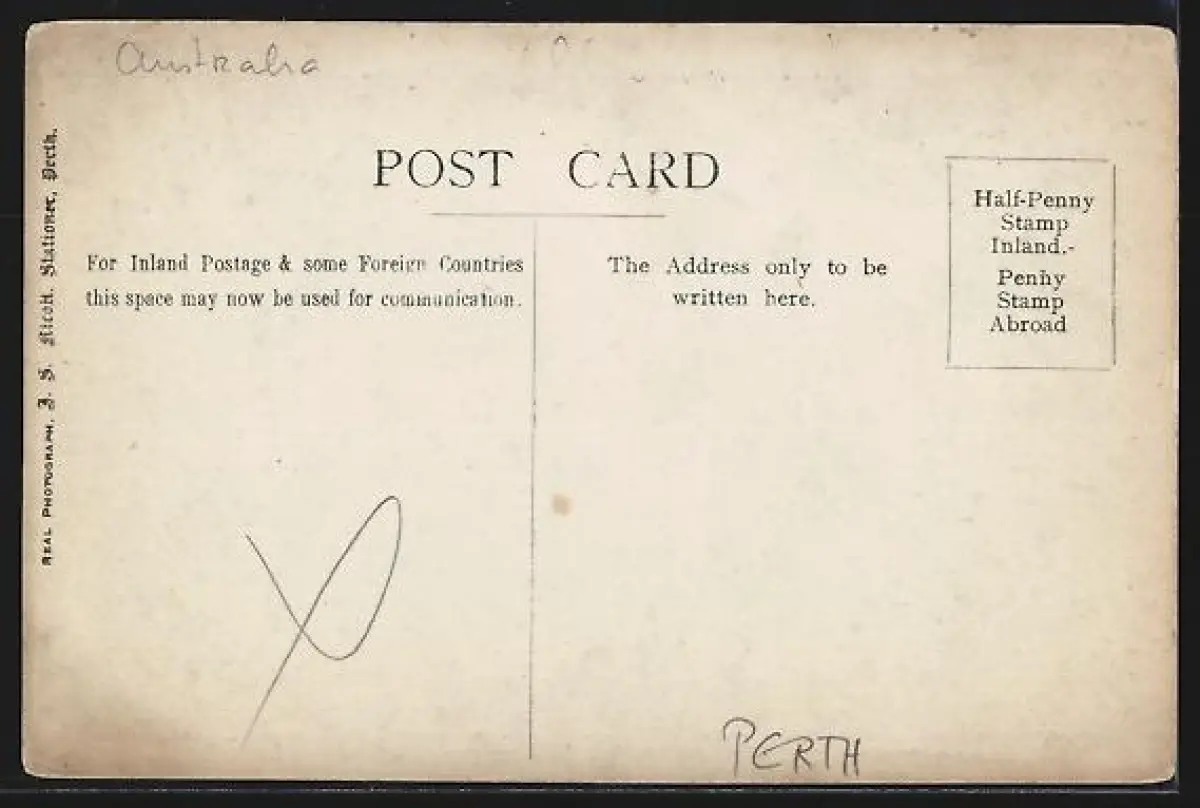 Australia
POST CARD
For Inland Postage & some Foreign Countries
this space may now be used for communication.
The Address only to be
written here.
Half-Penny
Stamp
Inland.-
Penny
Stamp
Abroad
REAL PHOTOGRAPH. J. S. Nicoll. Stationer, Perth.
PERTH